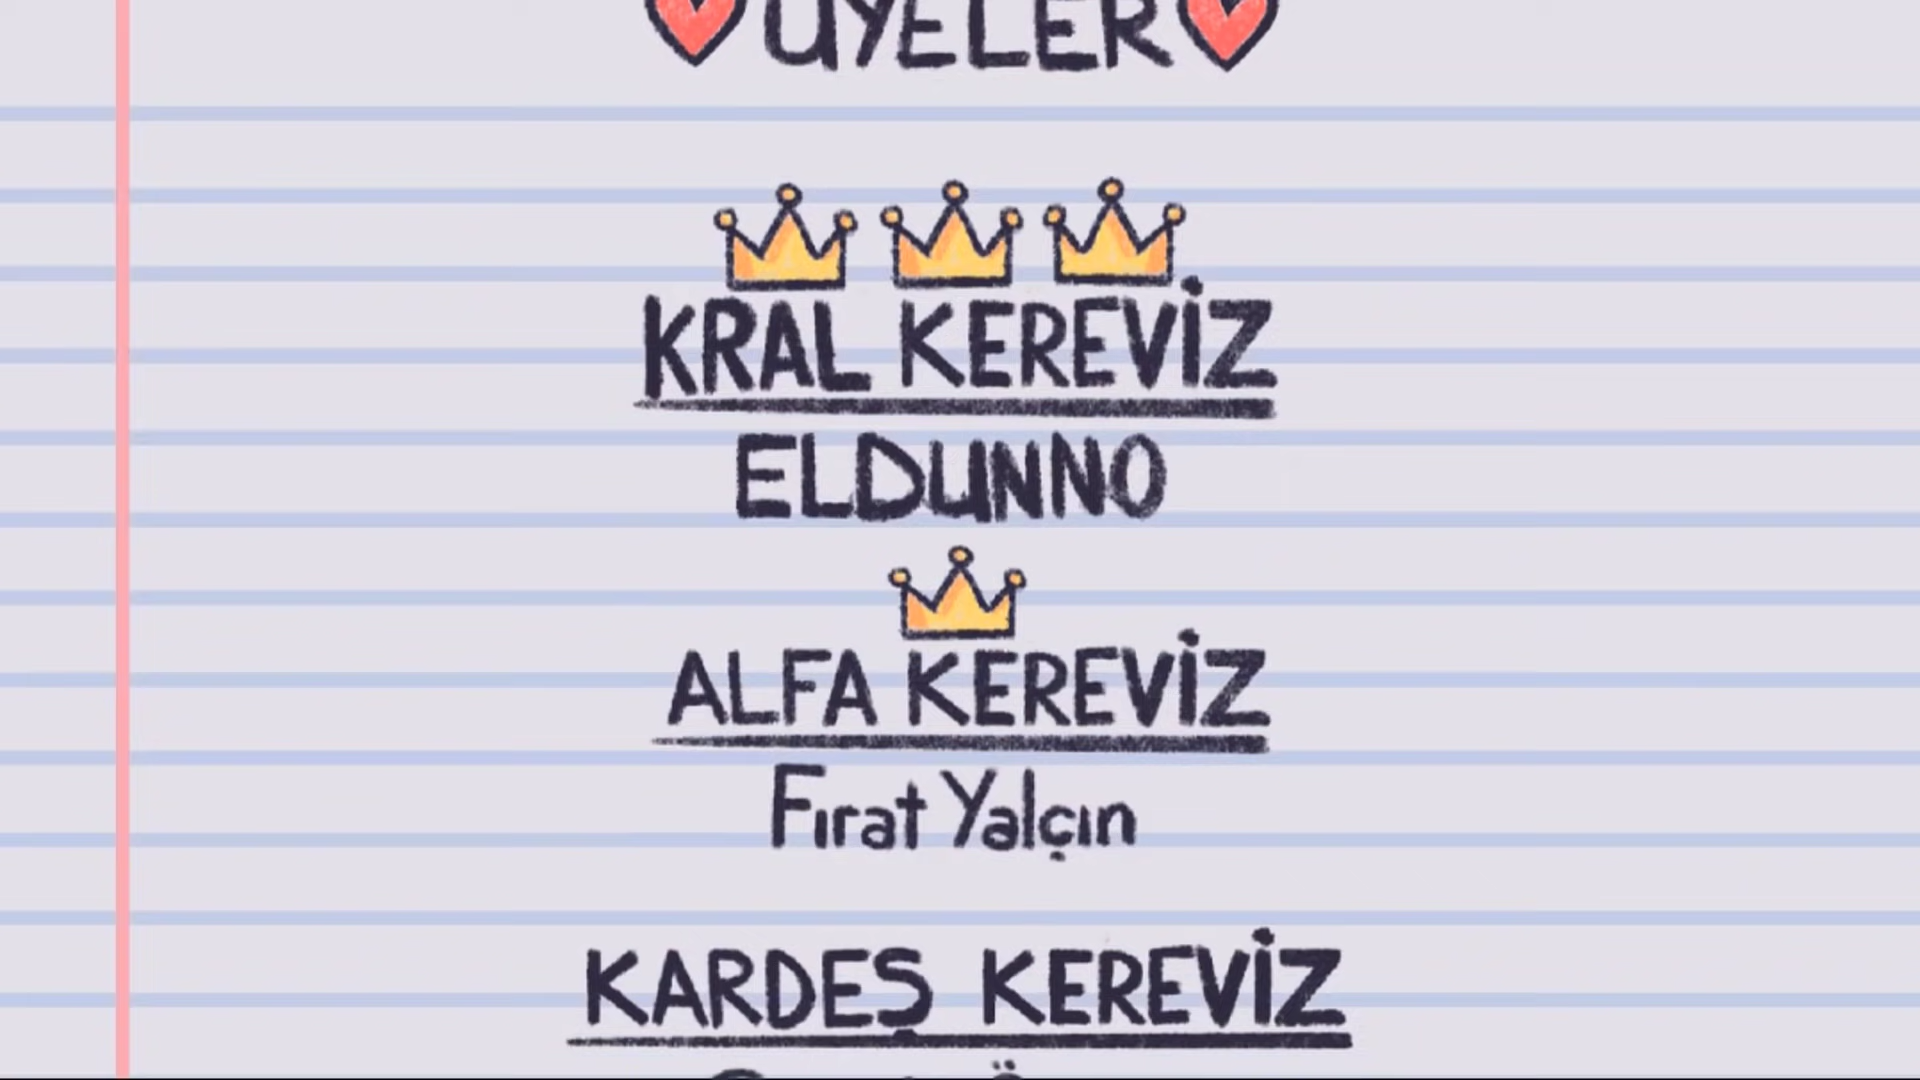 ÜYELER
KRAL KEREVİZ
ELDUNNO
ALFA KEREVİZ
Fırat Yalçın
KARDEŞ KEREVİZ